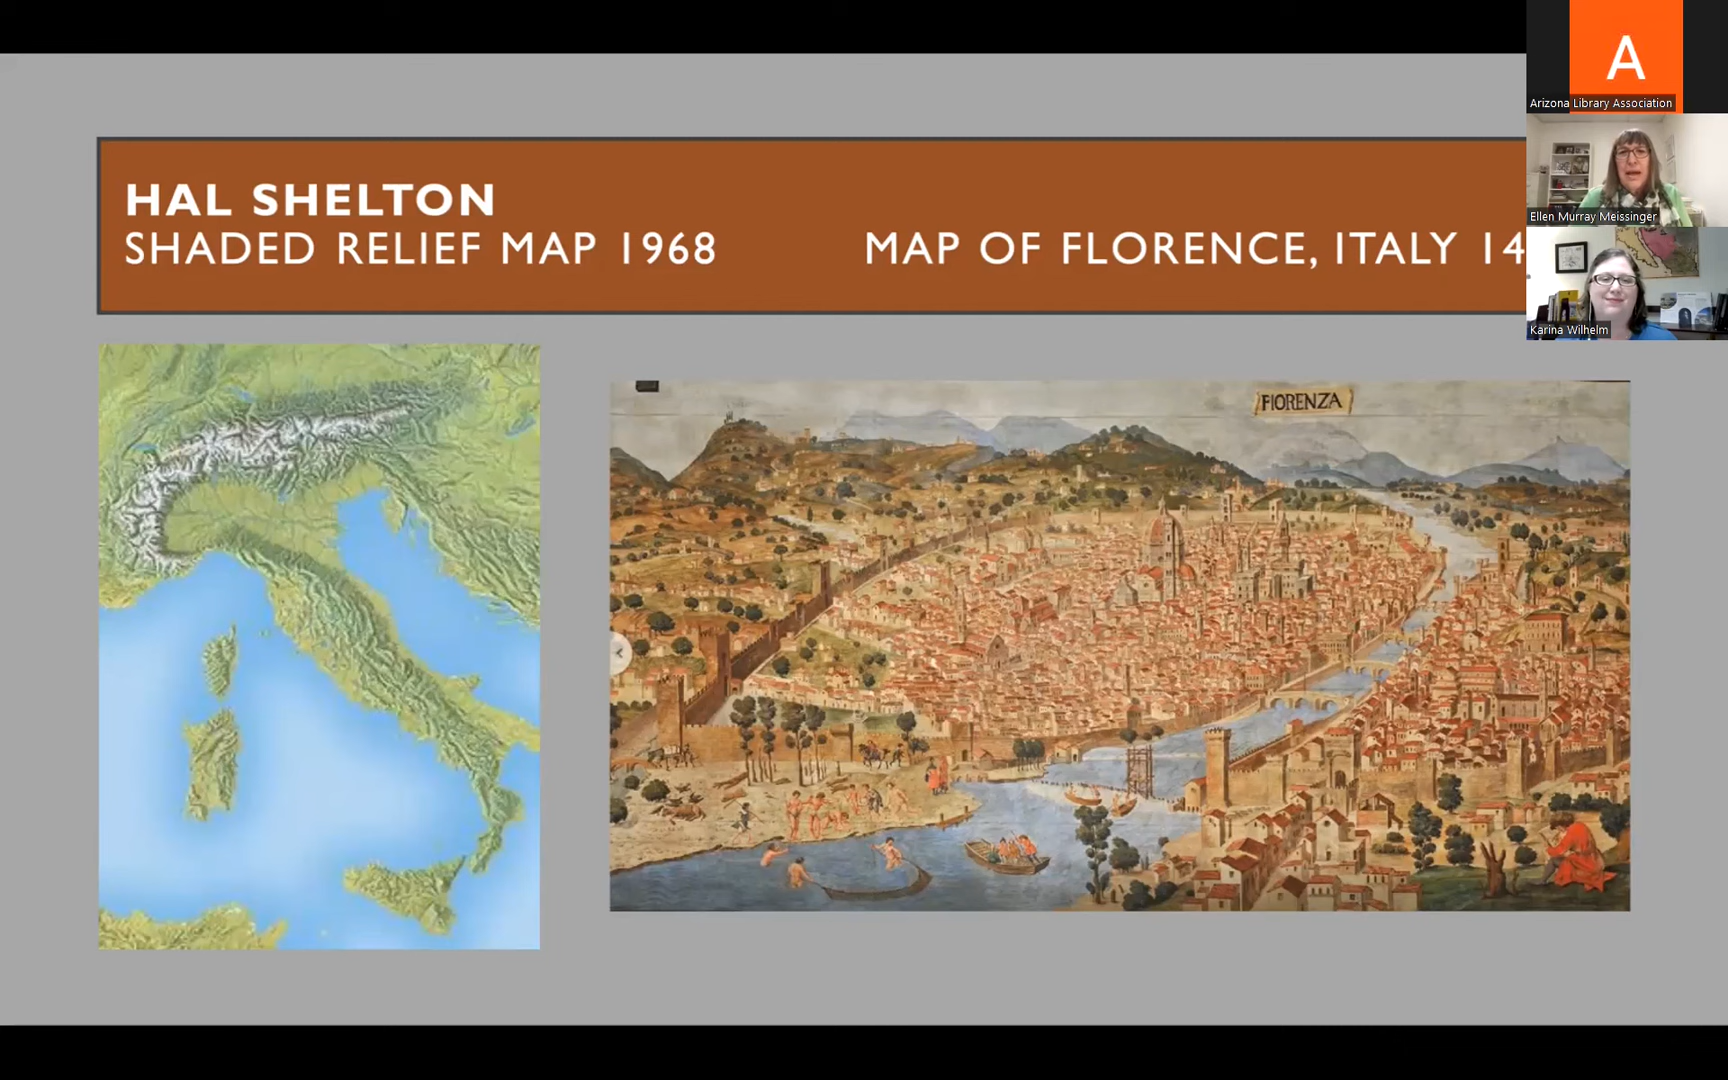 HAL SHELTON
SHADED RELIEF MAP 1968
MAP OF FLORENCE, ITALY 14
FIORENZA
A
Arizona Library Association
Ellen Murray Meissinger
Karina Wilhelm